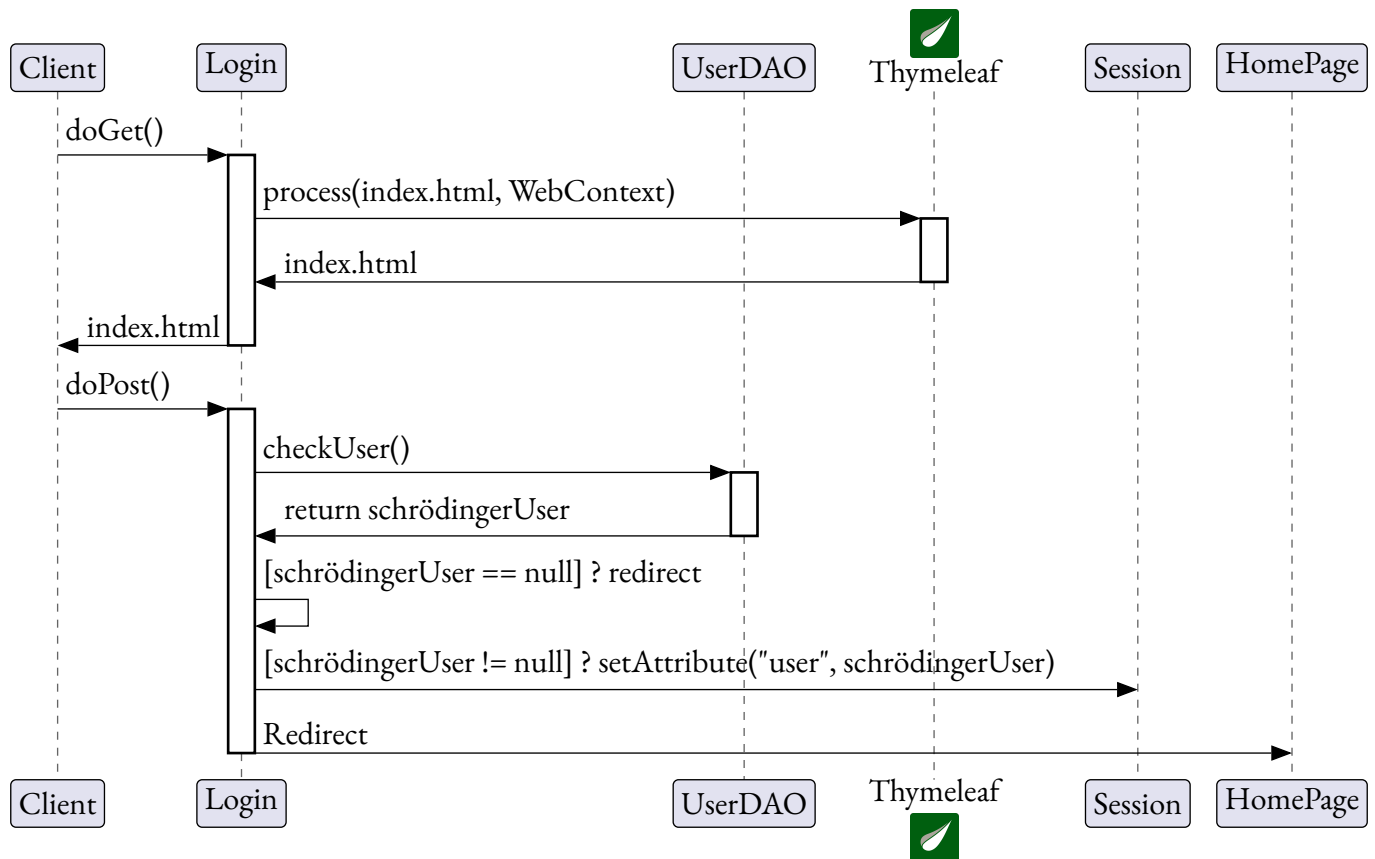 Client
Login
UserDAO
Thymeleaf
Session
HomePage
doGet()
process(index.html, WebContext)
index.html
index.html
doPost()
checkUser()
return schrödingerUser
[schrödingerUser == null] ? redirect
[schrödingerUser != null] ? setAttribute("user", schrödingerUser)
Redirect
Client
Login
UserDAO
Thymeleaf
Session
HomePage